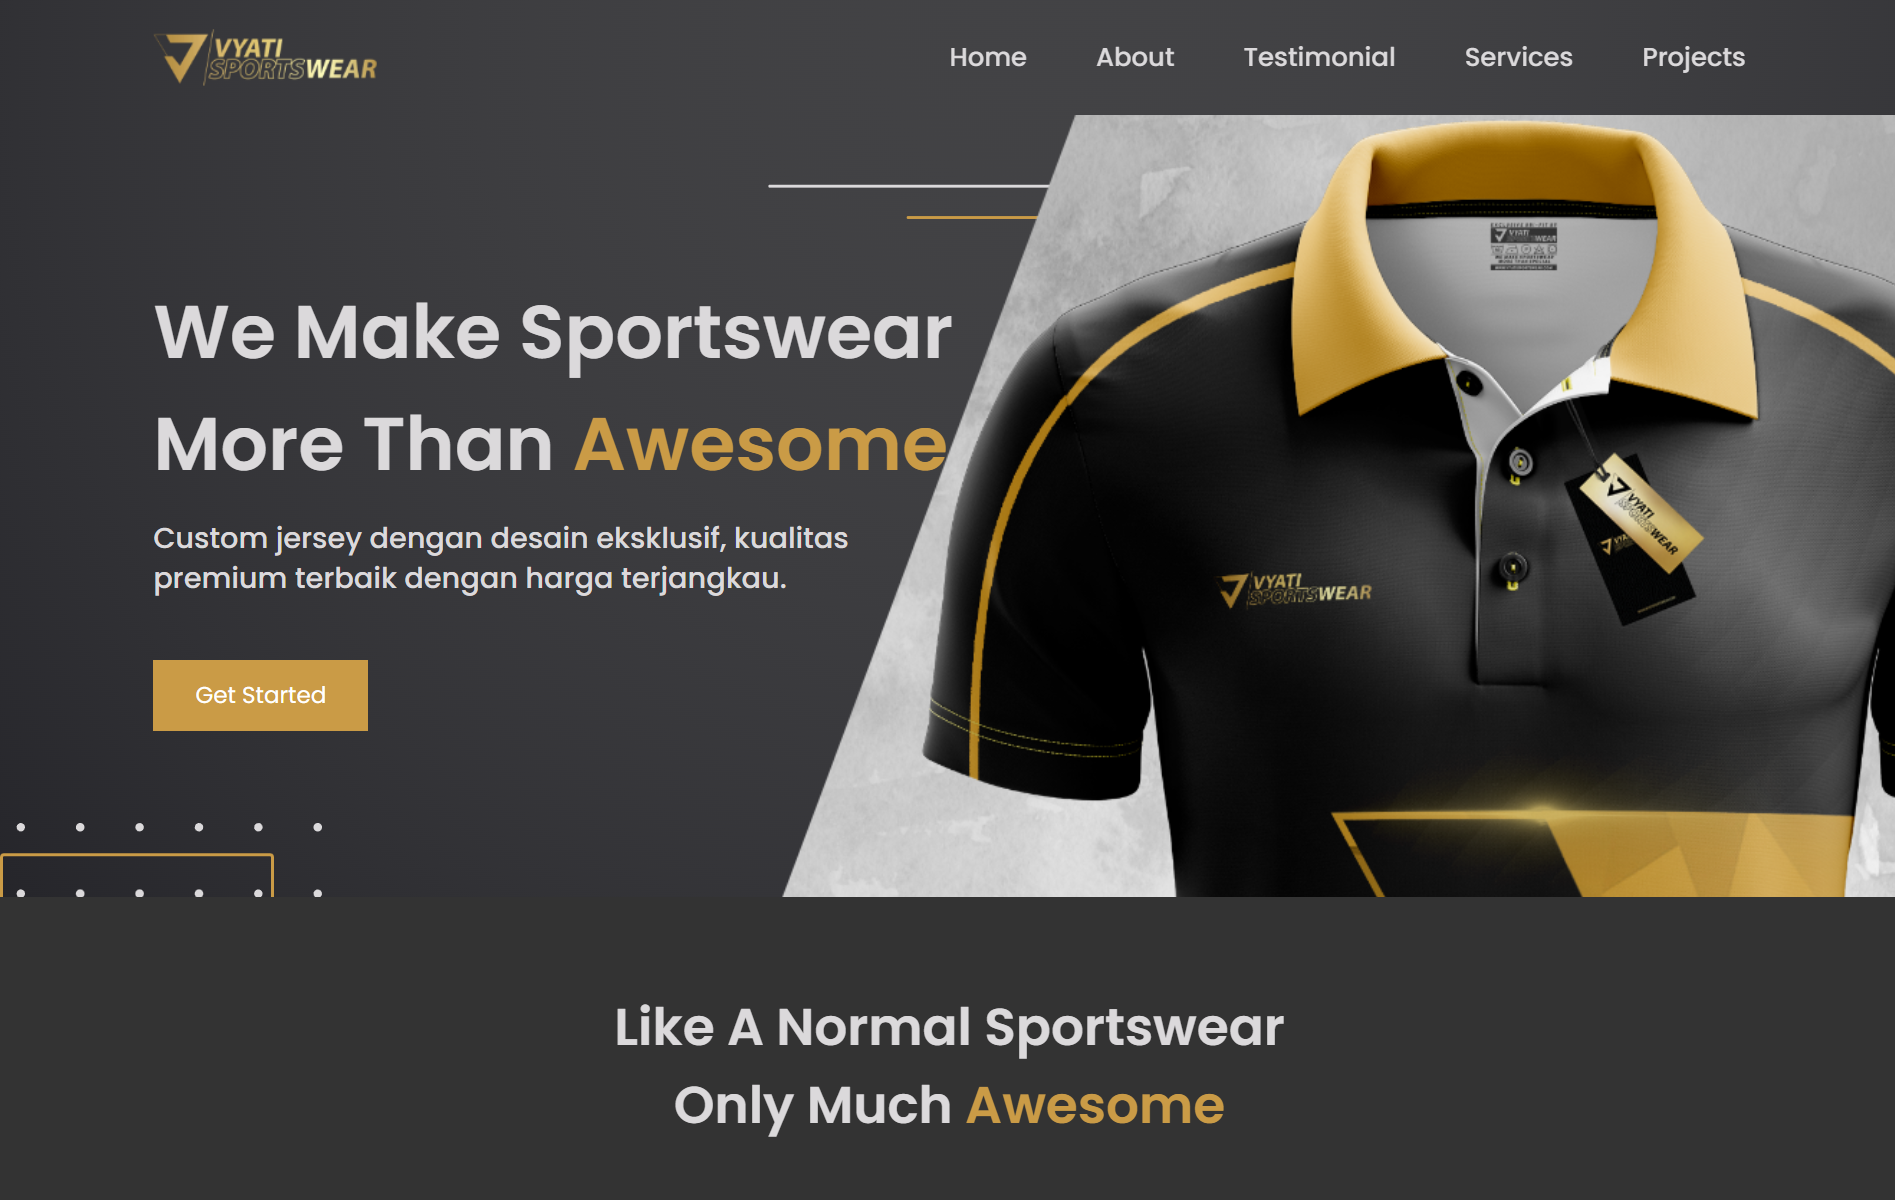 VYATI
SPORTSWEAR
Home About Testimonial Services Projects
We Make Sportswear
More Than Awesome
Custom jersey dengan desain eksklusif, kualitas
premium terbaik dengan harga terjangkau.
Get Started
VYATI
SPORTSWEAR
VYATI
SPORTSWEAR
Like A Normal Sportswear
Only Much Awesome